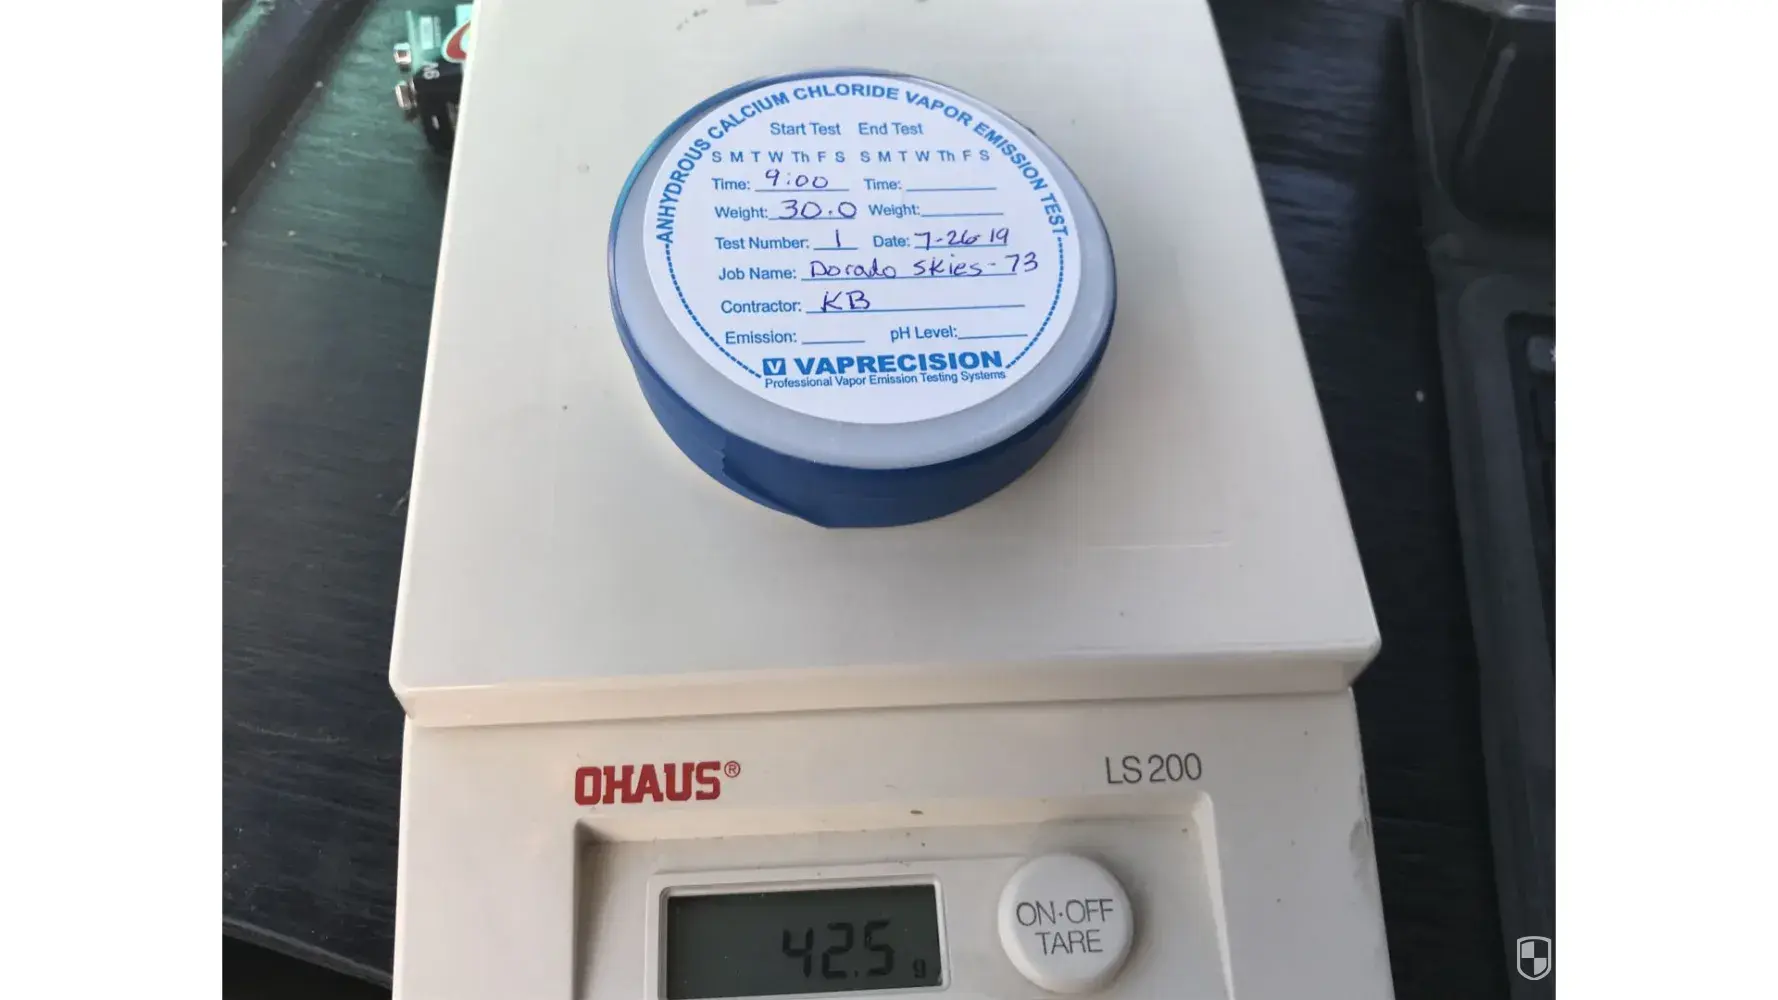 9V
ANHYDROUS CALCIUM CHLORIDE VAPOR EMISSION TEST
Start Test End Test
S M T W Th F S S M T W Th F S
Time: 9:00 Time:
Weight: 30.0 Weight:
Test Number: 1 Date: 7-26-19
Job Name: Dorado Skies-73
Contractor: KB
Emission: pH Level:
V VAPRECISION
Professional Vapor Emission Testing Systems
OHAUS® LS200
ON·OFF
TARE
42.5 g